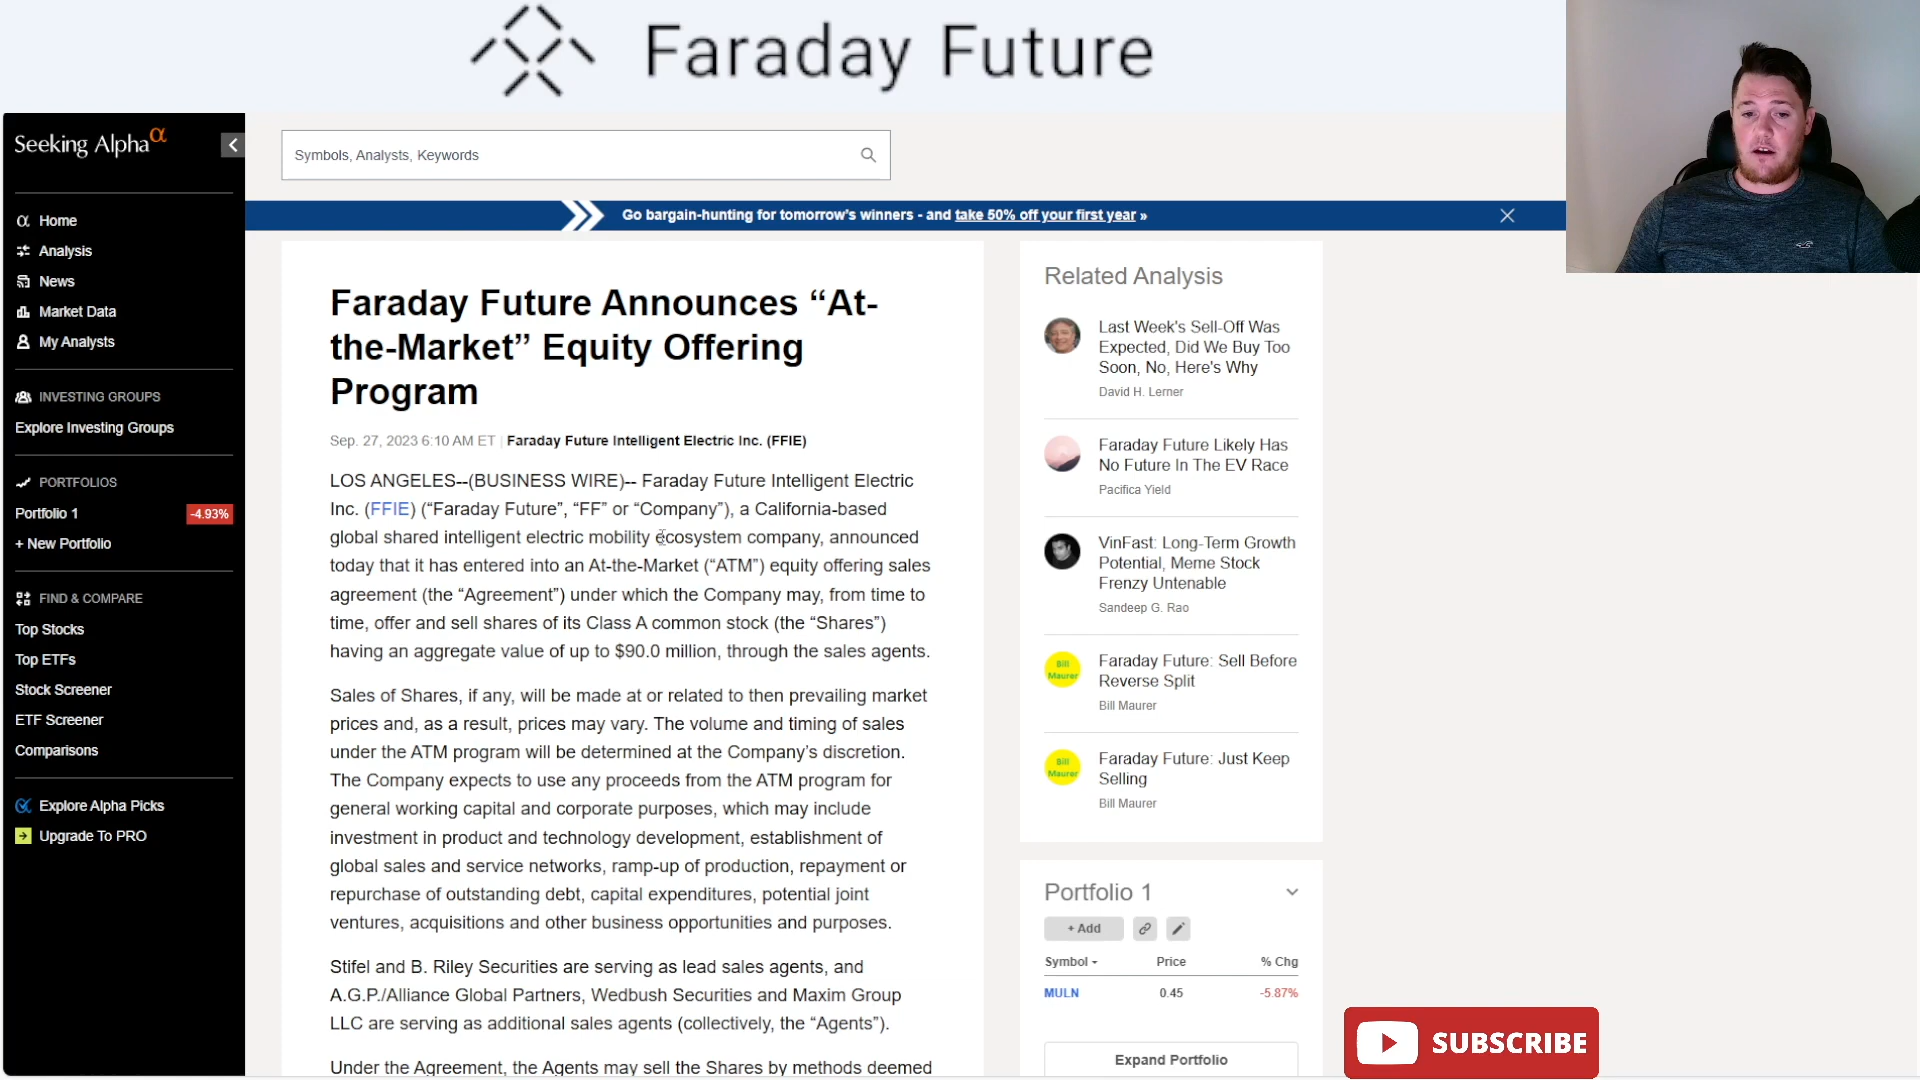 Faraday Future
Seeking Alphaα
Home
Analysis
News
Market Data
My Analysts
INVESTING GROUPS
Explore Investing Groups
PORTFOLIOS
Portfolio 1 -4.93%
+ New Portfolio
FIND & COMPARE
Top Stocks
Top ETFs
Stock Screener
ETF Screener
Comparisons
Explore Alpha Picks
Upgrade To PRO
Symbols, Analysts, Keywords
Go bargain-hunting for tomorrow's winners - and take 50% off your first year »
Faraday Future Announces “At-
the-Market” Equity Offering
Program
Sep. 27, 2023 6:10 AM ET | Faraday Future Intelligent Electric Inc. (FFIE)
LOS ANGELES--(BUSINESS WIRE)-- Faraday Future Intelligent Electric
Inc. (FFIE) (“Faraday Future”, “FF” or “Company”), a California-based
global shared intelligent electric mobility ecosystem company, announced
today that it has entered into an At-the-Market (“ATM”) equity offering sales
agreement (the “Agreement”) under which the Company may, from time to
time, offer and sell shares of its Class A common stock (the “Shares”)
having an aggregate value of up to $90.0 million, through the sales agents.
Sales of Shares, if any, will be made at or related to then prevailing market
prices and, as a result, prices may vary. The volume and timing of sales
under the ATM program will be determined at the Company’s discretion.
The Company expects to use any proceeds from the ATM program for
general working capital and corporate purposes, which may include
investment in product and technology development, establishment of
global sales and service networks, ramp-up of production, repayment or
repurchase of outstanding debt, capital expenditures, potential joint
ventures, acquisitions and other business opportunities and purposes.
Stifel and B. Riley Securities are serving as lead sales agents, and
A.G.P./Alliance Global Partners, Wedbush Securities and Maxim Group
LLC are serving as additional sales agents (collectively, the “Agents”).
Under the Agreement, the Agents may sell the Shares by methods deemed
Related Analysis
Last Week's Sell-Off Was
Expected, Did We Buy Too
Soon, No, Here's Why
David H. Lerner
Faraday Future Likely Has
No Future In The EV Race
Pacifica Yield
VinFast: Long-Term Growth
Potential, Meme Stock
Frenzy Untenable
Sandeep G. Rao
Bill
Maurer
Faraday Future: Sell Before
Reverse Split
Bill Maurer
Bill
Maurer
Faraday Future: Just Keep
Selling
Bill Maurer
Portfolio 1
+ Add
Symbol Price % Chg
MULN 0.45 -5.87%
Expand Portfolio
SUBSCRIBE